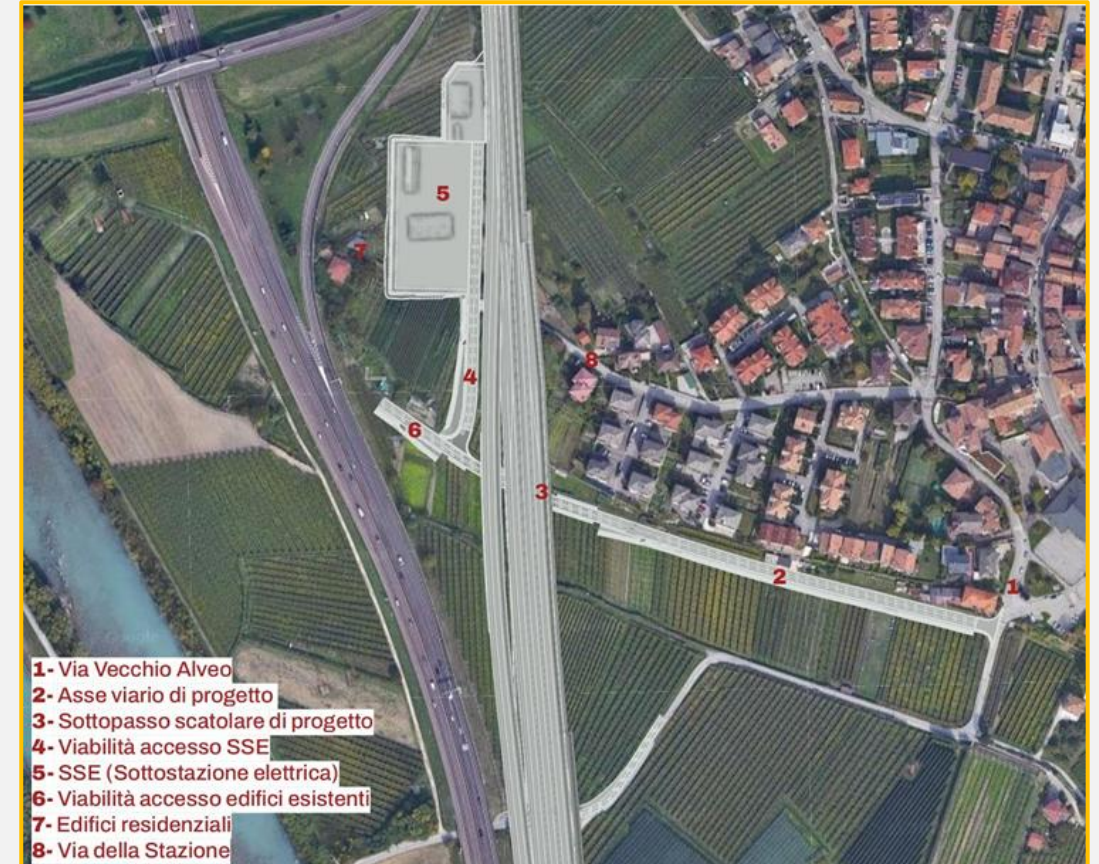 5
7
8
4
6
3
2
1
Google
1- Via Vecchio Alveo
2- Asse viario di progetto
3- Sottopasso scatolare di progetto
4- Viabilità accesso SSE
5- SSE (Sottostazione elettrica)
6- Viabilità accesso edifici esistenti
7- Edifici residenziali
8- Via della Stazione